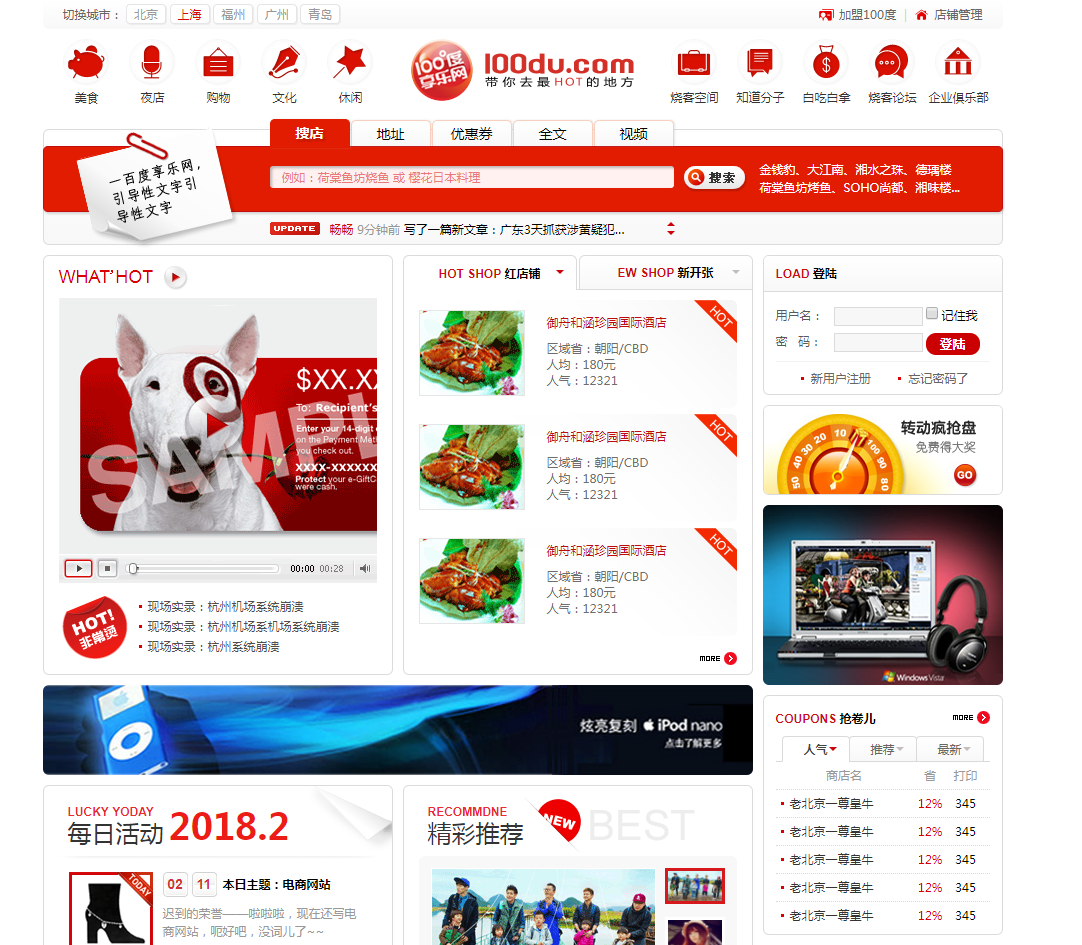 切换城市： 北京 上海 福州 广州 青岛 加盟100度 店铺管理
美食 夜店 购物 文化 休闲
100°度 享乐网
100du.com
带你去最HOT的地方
烧客空间 知道分子 白吃白拿 烧客论坛 企业俱乐部
搜店 地址 优惠券 全文 视频
一百度享乐网，
引导性文字引
导性文字
例如：荷棠鱼坊烧鱼 或 樱花日本料理
搜索
金钱豹、大江南、湘水之珠、德瑀楼
荷棠鱼坊烤鱼、SOHO尚都、湘味楼...
UPDATE 畅畅 9分钟前 写了一篇新文章：广东3天抓获涉黄疑犯...
WHAT'HOT
$XX.XX
To: Recipient's
Enter your 14-digit
on the Payment Met
you check out.
XXXX-XXXXXX
Protect your e-GiftC
were cash.
SAMPL
00:00 00:28
HOT!
非常烫
现场实录：杭州机场系统崩溃
现场实录：杭州机场系机场系统崩溃
现场实录：杭州系统崩溃
HOT SHOP 红店铺
EW SHOP 新开张
御舟和涵珍园国际酒店
HOT
区域省：朝阳/CBD
人均：180元
人气：12321
御舟和涵珍园国际酒店
HOT
区域省：朝阳/CBD
人均：180元
人气：12321
御舟和涵珍园国际酒店
HOT
区域省：朝阳/CBD
人均：180元
人气：12321
MORE
LOAD 登陆
用户名： 记住我
密 码： 登陆
新用户注册 忘记密码了
转动疯抢盘
免费得大奖
GO
50 40 30 20 10 100 90 80
Windows Vista
炫亮复刻 iPod nano
点击了解更多
COUPONS 抢卷儿 MORE
人气 推荐 最新
商店名 省 打印
老北京一尊皇牛 12% 345
老北京一尊皇牛 12% 345
老北京一尊皇牛 12% 345
老北京一尊皇牛 12% 345
老北京一尊皇牛 12% 345
LUCKY YODAY
每日活动 2018.2
TODAY
02 11 本日主题：电商网站
迟到的荣誉——啦啦啦，现在还写电
商网站，呃好吧，没词儿了~~
RECOMMDNE
精彩推荐 NEW BEST